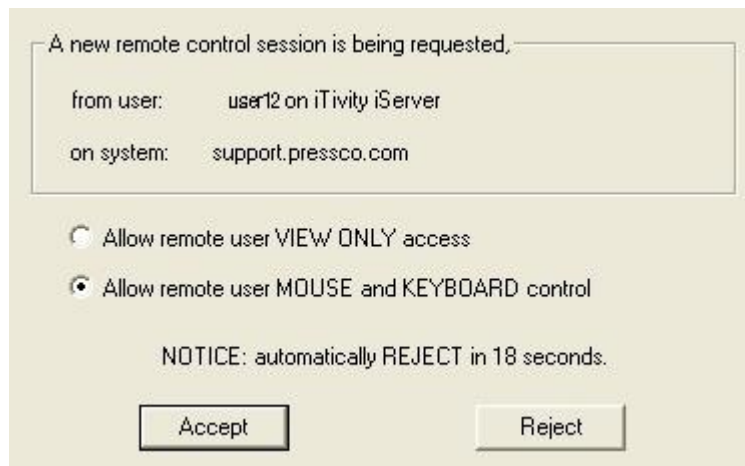 A new remote control session is being requested,
from user: user12 on iTivity iServer
on system: support.pressco.com
Allow remote user VIEW ONLY access
Allow remote user MOUSE and KEYBOARD control
NOTICE: automatically REJECT in 18 seconds.
Accept Reject